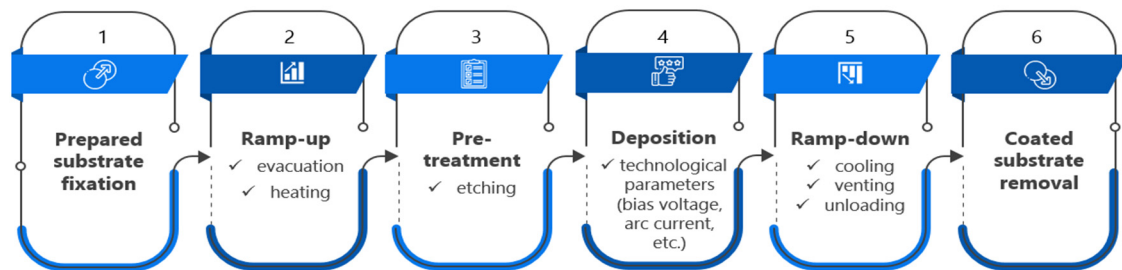 1
Prepared
substrate
fixation
2
Ramp-up
✓ evacuation
✓ heating
3
Pre-
treatment
✓ etching
4
Deposition
✓ technological
parameters
(bias voltage,
arc current,
etc.)
5
Ramp-down
✓ cooling
✓ venting
✓ unloading
6
Coated
substrate
removal